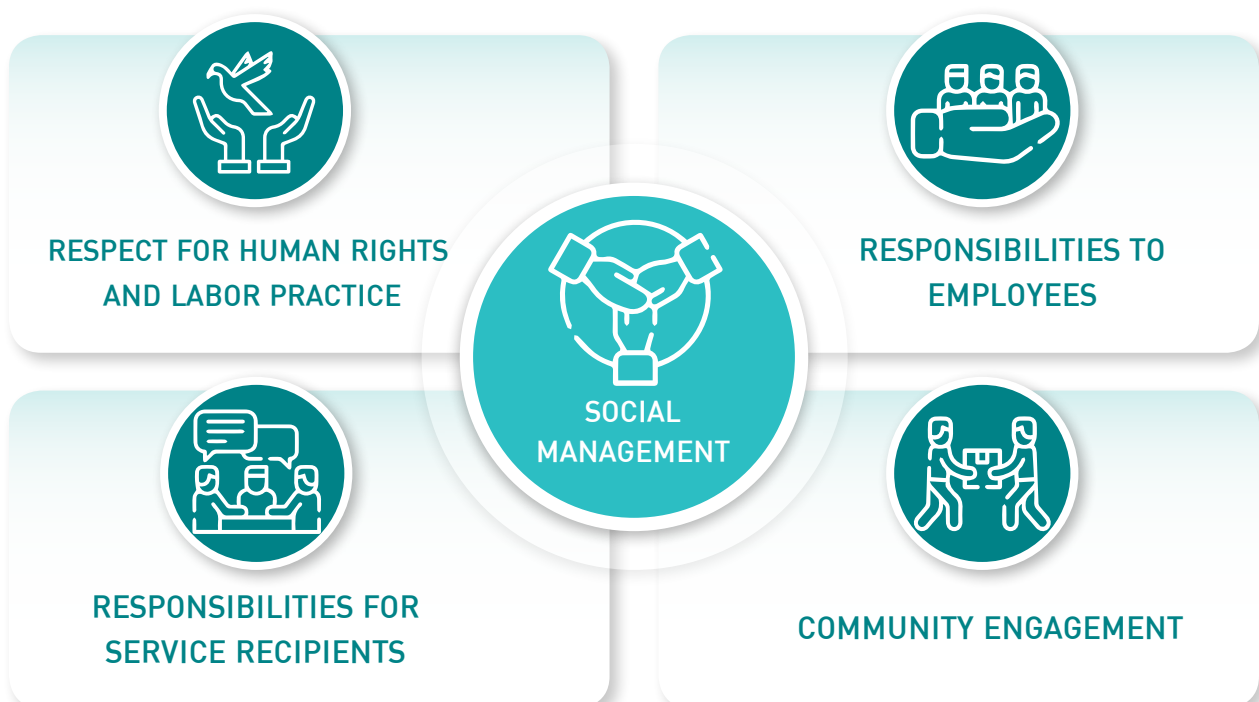 RESPECT FOR HUMAN RIGHTS
AND LABOR PRACTICE
RESPONSIBILITIES TO
EMPLOYEES
SOCIAL
MANAGEMENT
RESPONSIBILITIES FOR
SERVICE RECIPIENTS
COMMUNITY ENGAGEMENT